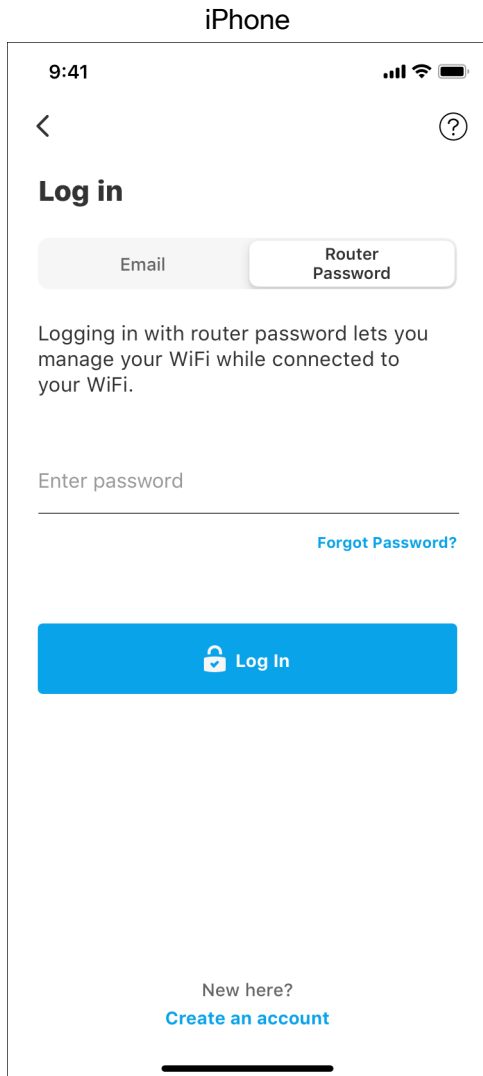 iPhone
9:41
?
Log in
Email
Router
Password
Logging in with router password lets you
manage your WiFi while connected to
your WiFi.
Enter password
Forgot Password?
Log In
New here?
Create an account